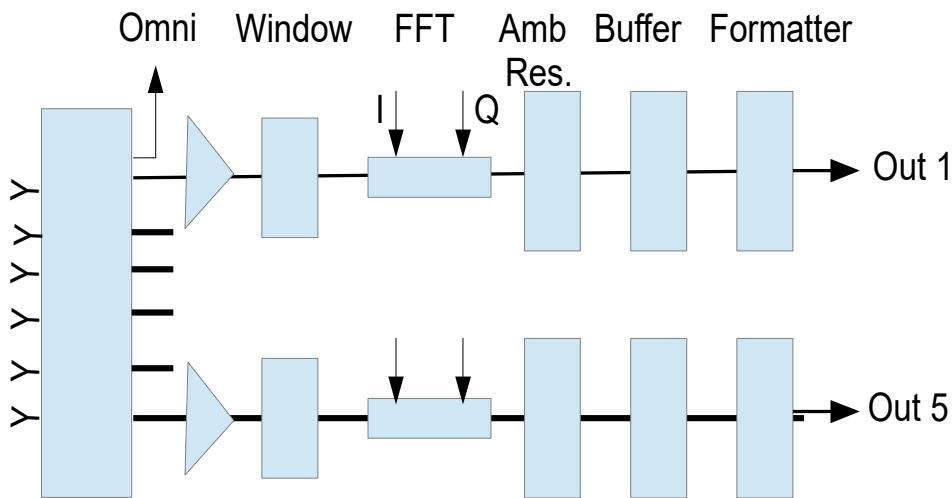 Omni Window FFT Amb Buffer Formatter
Res.
I Q
Out 1
Out 5